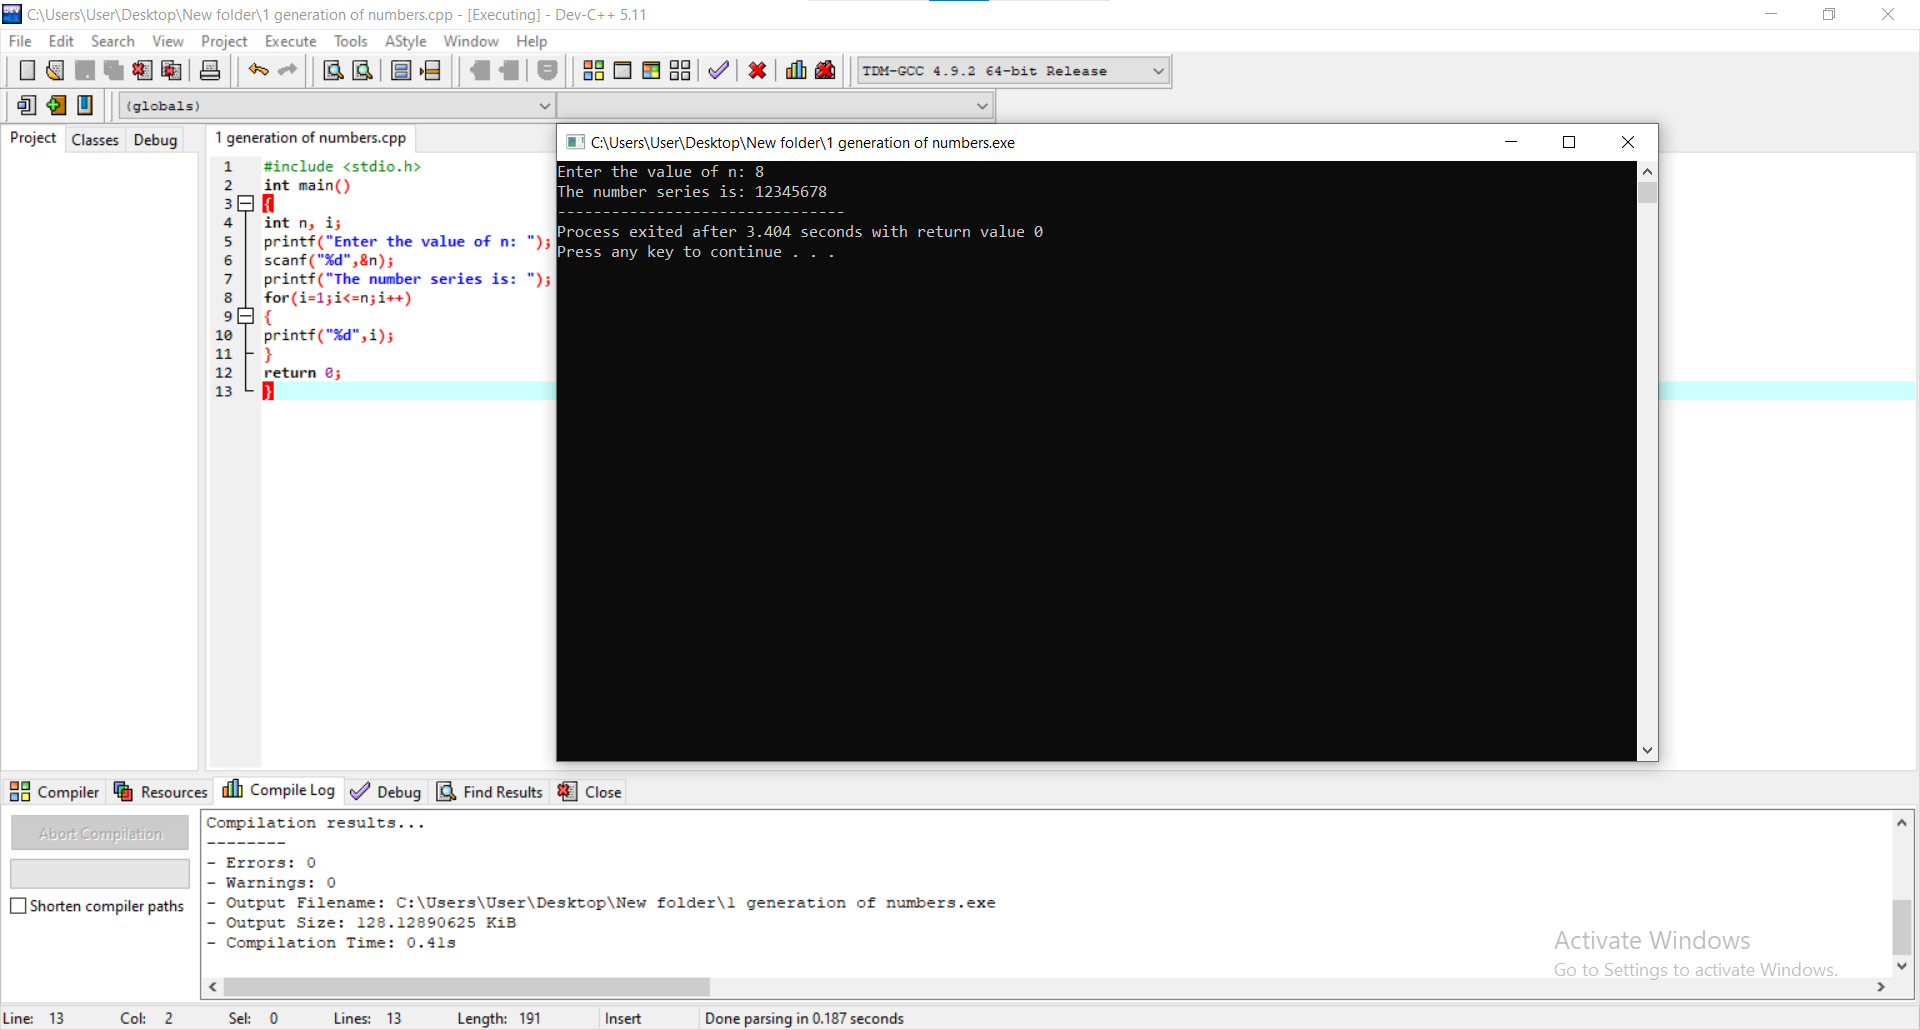 C:\Users\User\Desktop\New folder\1 generation of numbers.cpp - [Executing] - Dev-C++ 5.11
File Edit Search View Project Execute Tools AStyle Window Help
TDM-GCC 4.9.2 64-bit Release
(globals)
Project Classes Debug
1 generation of numbers.cpp
1 #include <stdio.h>
2 int main()
3 {
4 int n, i;
5 printf("Enter the value of n: ");
6 scanf("%d",&n);
7 printf("The number series is: ");
8 for(i=1;i<=n;i++)
9 {
10 printf("%d",i);
11 }
12 return 0;
13 }
C:\Users\User\Desktop\New folder\1 generation of numbers.exe
Enter the value of n: 8
The number series is: 12345678
--------------------------------
Process exited after 3.404 seconds with return value 0
Press any key to continue . . .
Compiler Resources Compile Log Debug Find Results Close
Abort Compilation
Shorten compiler paths
Compilation results...
--------
- Errors: 0
- Warnings: 0
- Output Filename: C:\Users\User\Desktop\New folder\1 generation of numbers.exe
- Output Size: 128.12890625 KiB
- Compilation Time: 0.41s
Activate Windows
Go to Settings to activate Windows.
Line: 13 Col: 2 Sel: 0 Lines: 13 Length: 191 Insert Done parsing in 0.187 seconds